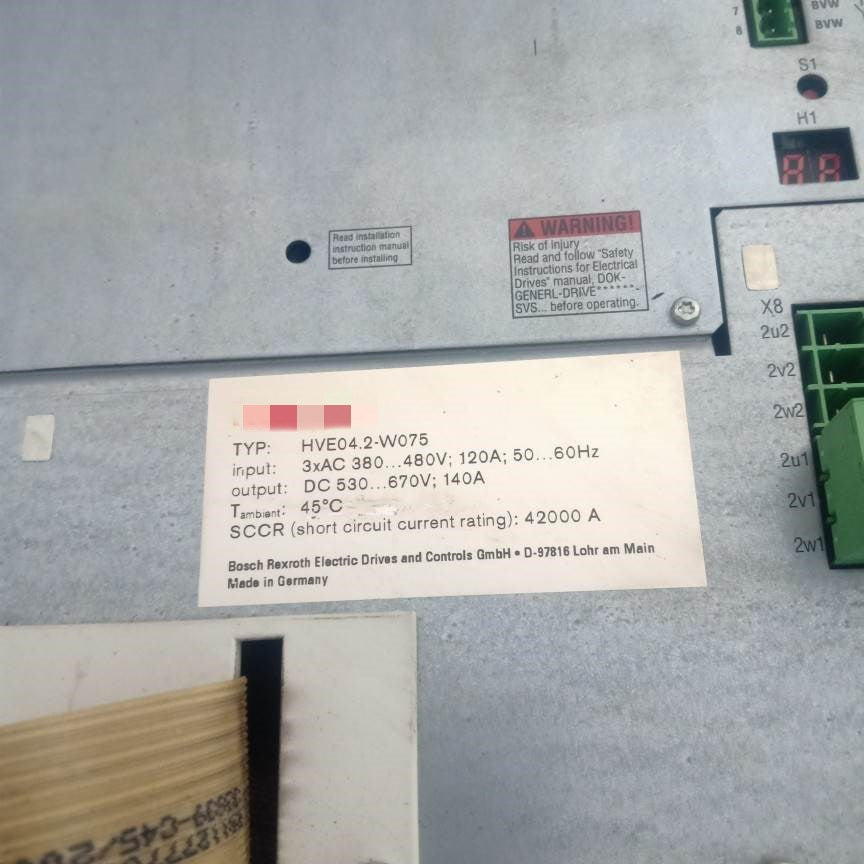 7 BVW
8 BVW
S1
H1
Read installation
instruction manual
before installing
WARNING!
Risk of Injury
Read and follow "Safety
Instructions for Electrical
Drives" manual, DOK-
GENERL-DRIVE******-
SVS... before operating.
X8
2u2
2v2
2w2
2u1
2v1
2w1
TYP: HVE04.2-W075
input: 3xAC 380...480V; 120A; 50...60Hz
output: DC 530...670V; 140A
Tambient: 45°C
SCCR (short circuit current rating): 42000 A
Bosch Rexroth Electric Drives and Controls GmbH • D-97816 Lohr am Main
Made in Germany